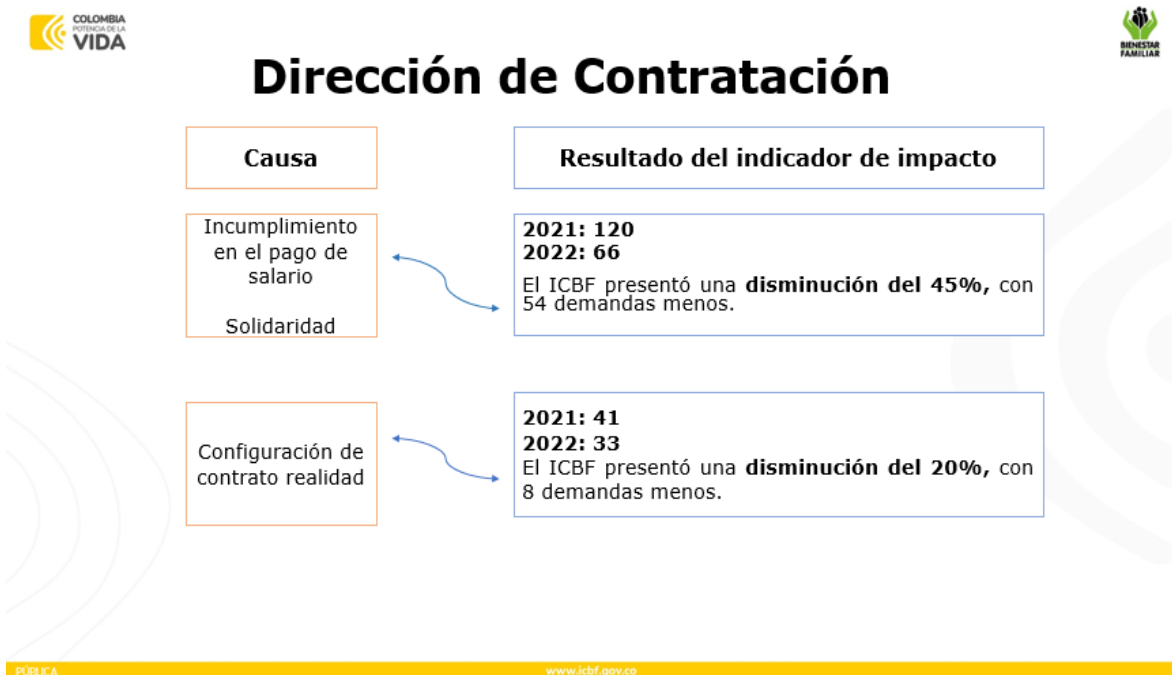 COLOMBIA
POTENCIA DE LA
VIDA
BIENESTAR
FAMILIAR
Dirección de Contratación
Causa
Resultado del indicador de impacto
Incumplimiento
en el pago de
salario
Solidaridad
2021: 120
2022: 66
El ICBF presentó una disminución del 45%, con
54 demandas menos.
Configuración de
contrato realidad
2021: 41
2022: 33
El ICBF presentó una disminución del 20%, con
8 demandas menos.
PÚBLICA
www.icbf.gov.co